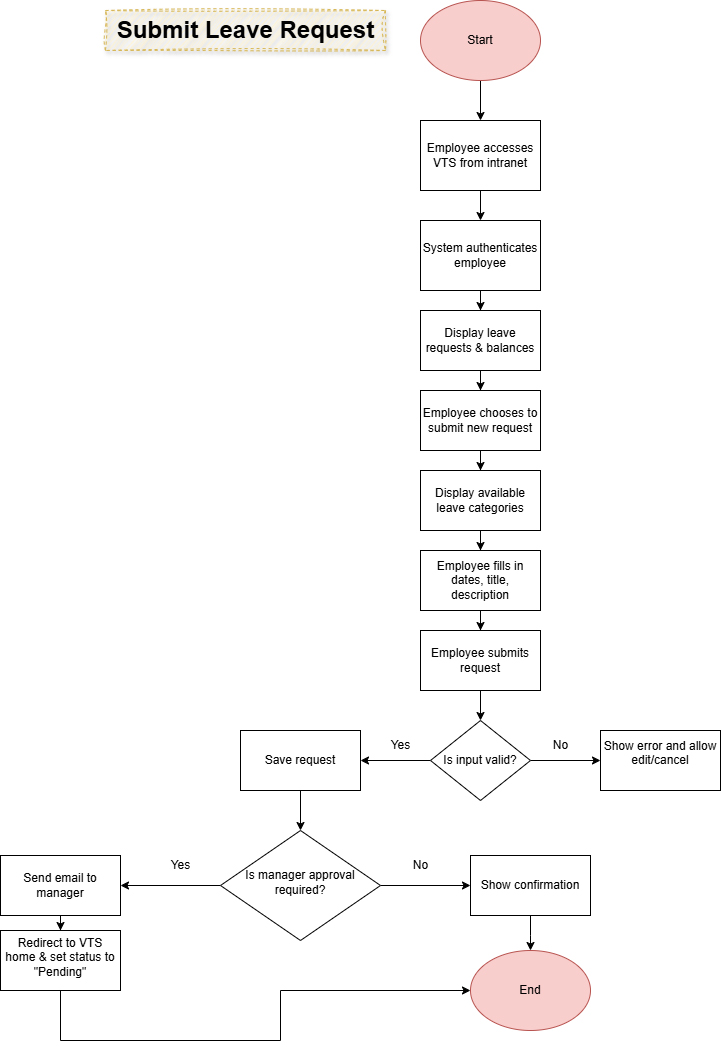 Submit Leave Request
Start
Employee accesses
VTS from intranet
System authenticates
employee
Display leave
requests & balances
Employee chooses to
submit new request
Display available
leave categories
Employee fills in
dates, title,
description
Employee submits
request
Is input valid?
Yes
No
Save request
Show error and allow
edit/cancel
Is manager approval
required?
Yes
No
Send email to
manager
Show confirmation
Redirect to VTS
home & set status to
"Pending"
End